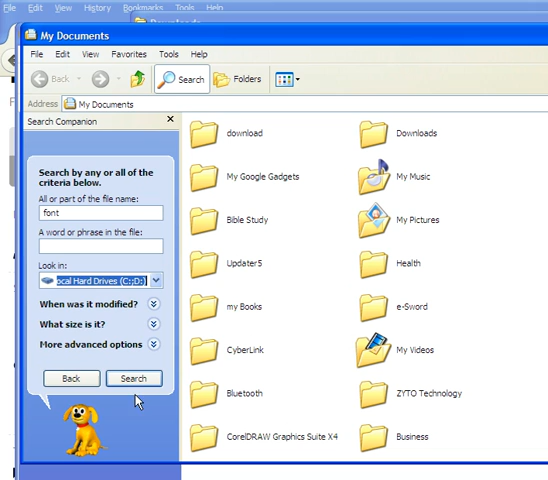 File Edit View History Bookmarks Tools Help
Downloads
My Documents
File Edit View Favorites Tools Help
Back Search Folders
Address My Documents
Search Companion
Search by any or all of the
criteria below.
All or part of the file name:
font
A word or phrase in the file:
Look in:
ocal Hard Drives (C:;D:)
When was it modified?
What size is it?
More advanced options
Back Search
download Downloads
My Google Gadgets My Music
Bible Study My Pictures
Updater5 Health
my Books e-Sword
CyberLink My Videos
Bluetooth ZYTO Technology
CorelDRAW Graphics Suite X4 Business